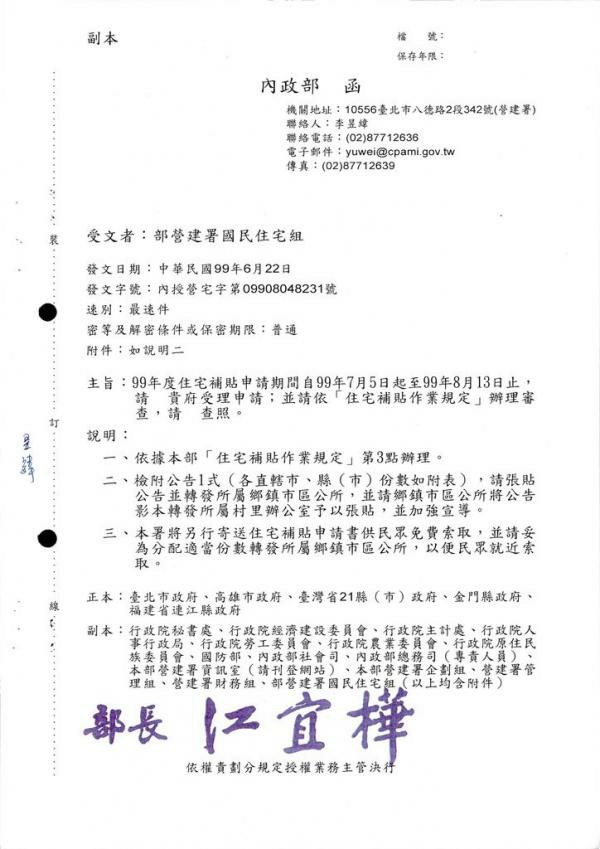 副本
檔　號：
保存年限：
內政部　函
機關地址：10556臺北市八德路2段342號(營建署)
聯絡人：李昱緯
聯絡電話：(02)87712636
電子郵件：yuwei@cpami.gov.tw
傳真：(02)87712639
受文者：部營建署國民住宅組
發文日期：中華民國99年6月22日
發文字號：內授營宅字第09908048231號
速別：最速件
密等及解密條件或保密期限：普通
附件：如說明二
主旨：99年度住宅補貼申請期間自99年7月5日起至99年8月13日止，
請　貴府受理申請；並請依「住宅補貼作業規定」辦理審
查，請　查照。
說明：
一、依據本部「住宅補貼作業規定」第3點辦理。
二、檢附公告1式（各直轄市、縣（市）份數如附表），請張貼
公告並轉發所屬鄉鎮市區公所，並請鄉鎮市區公所將公告
影本轉發所屬村里辦公室予以張貼，並加強宣導。
三、本署將另行寄送住宅補貼申請書供民眾免費索取，並請妥
為分配適當份數轉發所屬鄉鎮市區公所，以便民眾就近索
取。
正本：臺北市政府、高雄市政府、臺灣省21縣（市）政府、金門縣政府、
福建省連江縣政府
副本：行政院秘書處、行政院經濟建設委員會、行政院主計處、行政院人
事行政局、行政院勞工委員會、行政院農業委員會、行政院原住民
族委員會、國防部、內政部社會司、內政部總務司（專責人員）、
本部營建署資訊室（請刊登網站）、本部營建署企劃組、營建署管
理組、營建署財務組、部營建署國民住宅組（以上均含附件）
部長　江宜樺
依權責劃分規定授權業務主管決行
裝
訂
線
昱緯